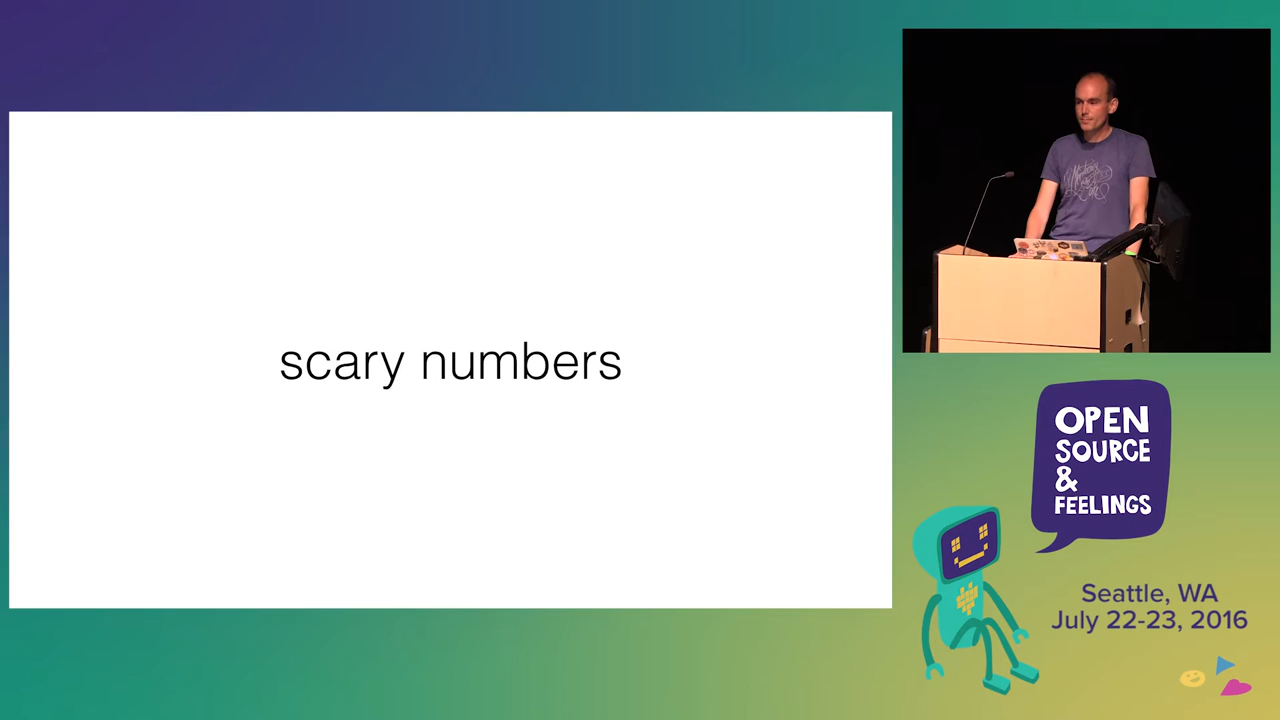 scary numbers
OPEN
SOURCE
&
FEELINGS
Seattle, WA
July 22-23, 2016